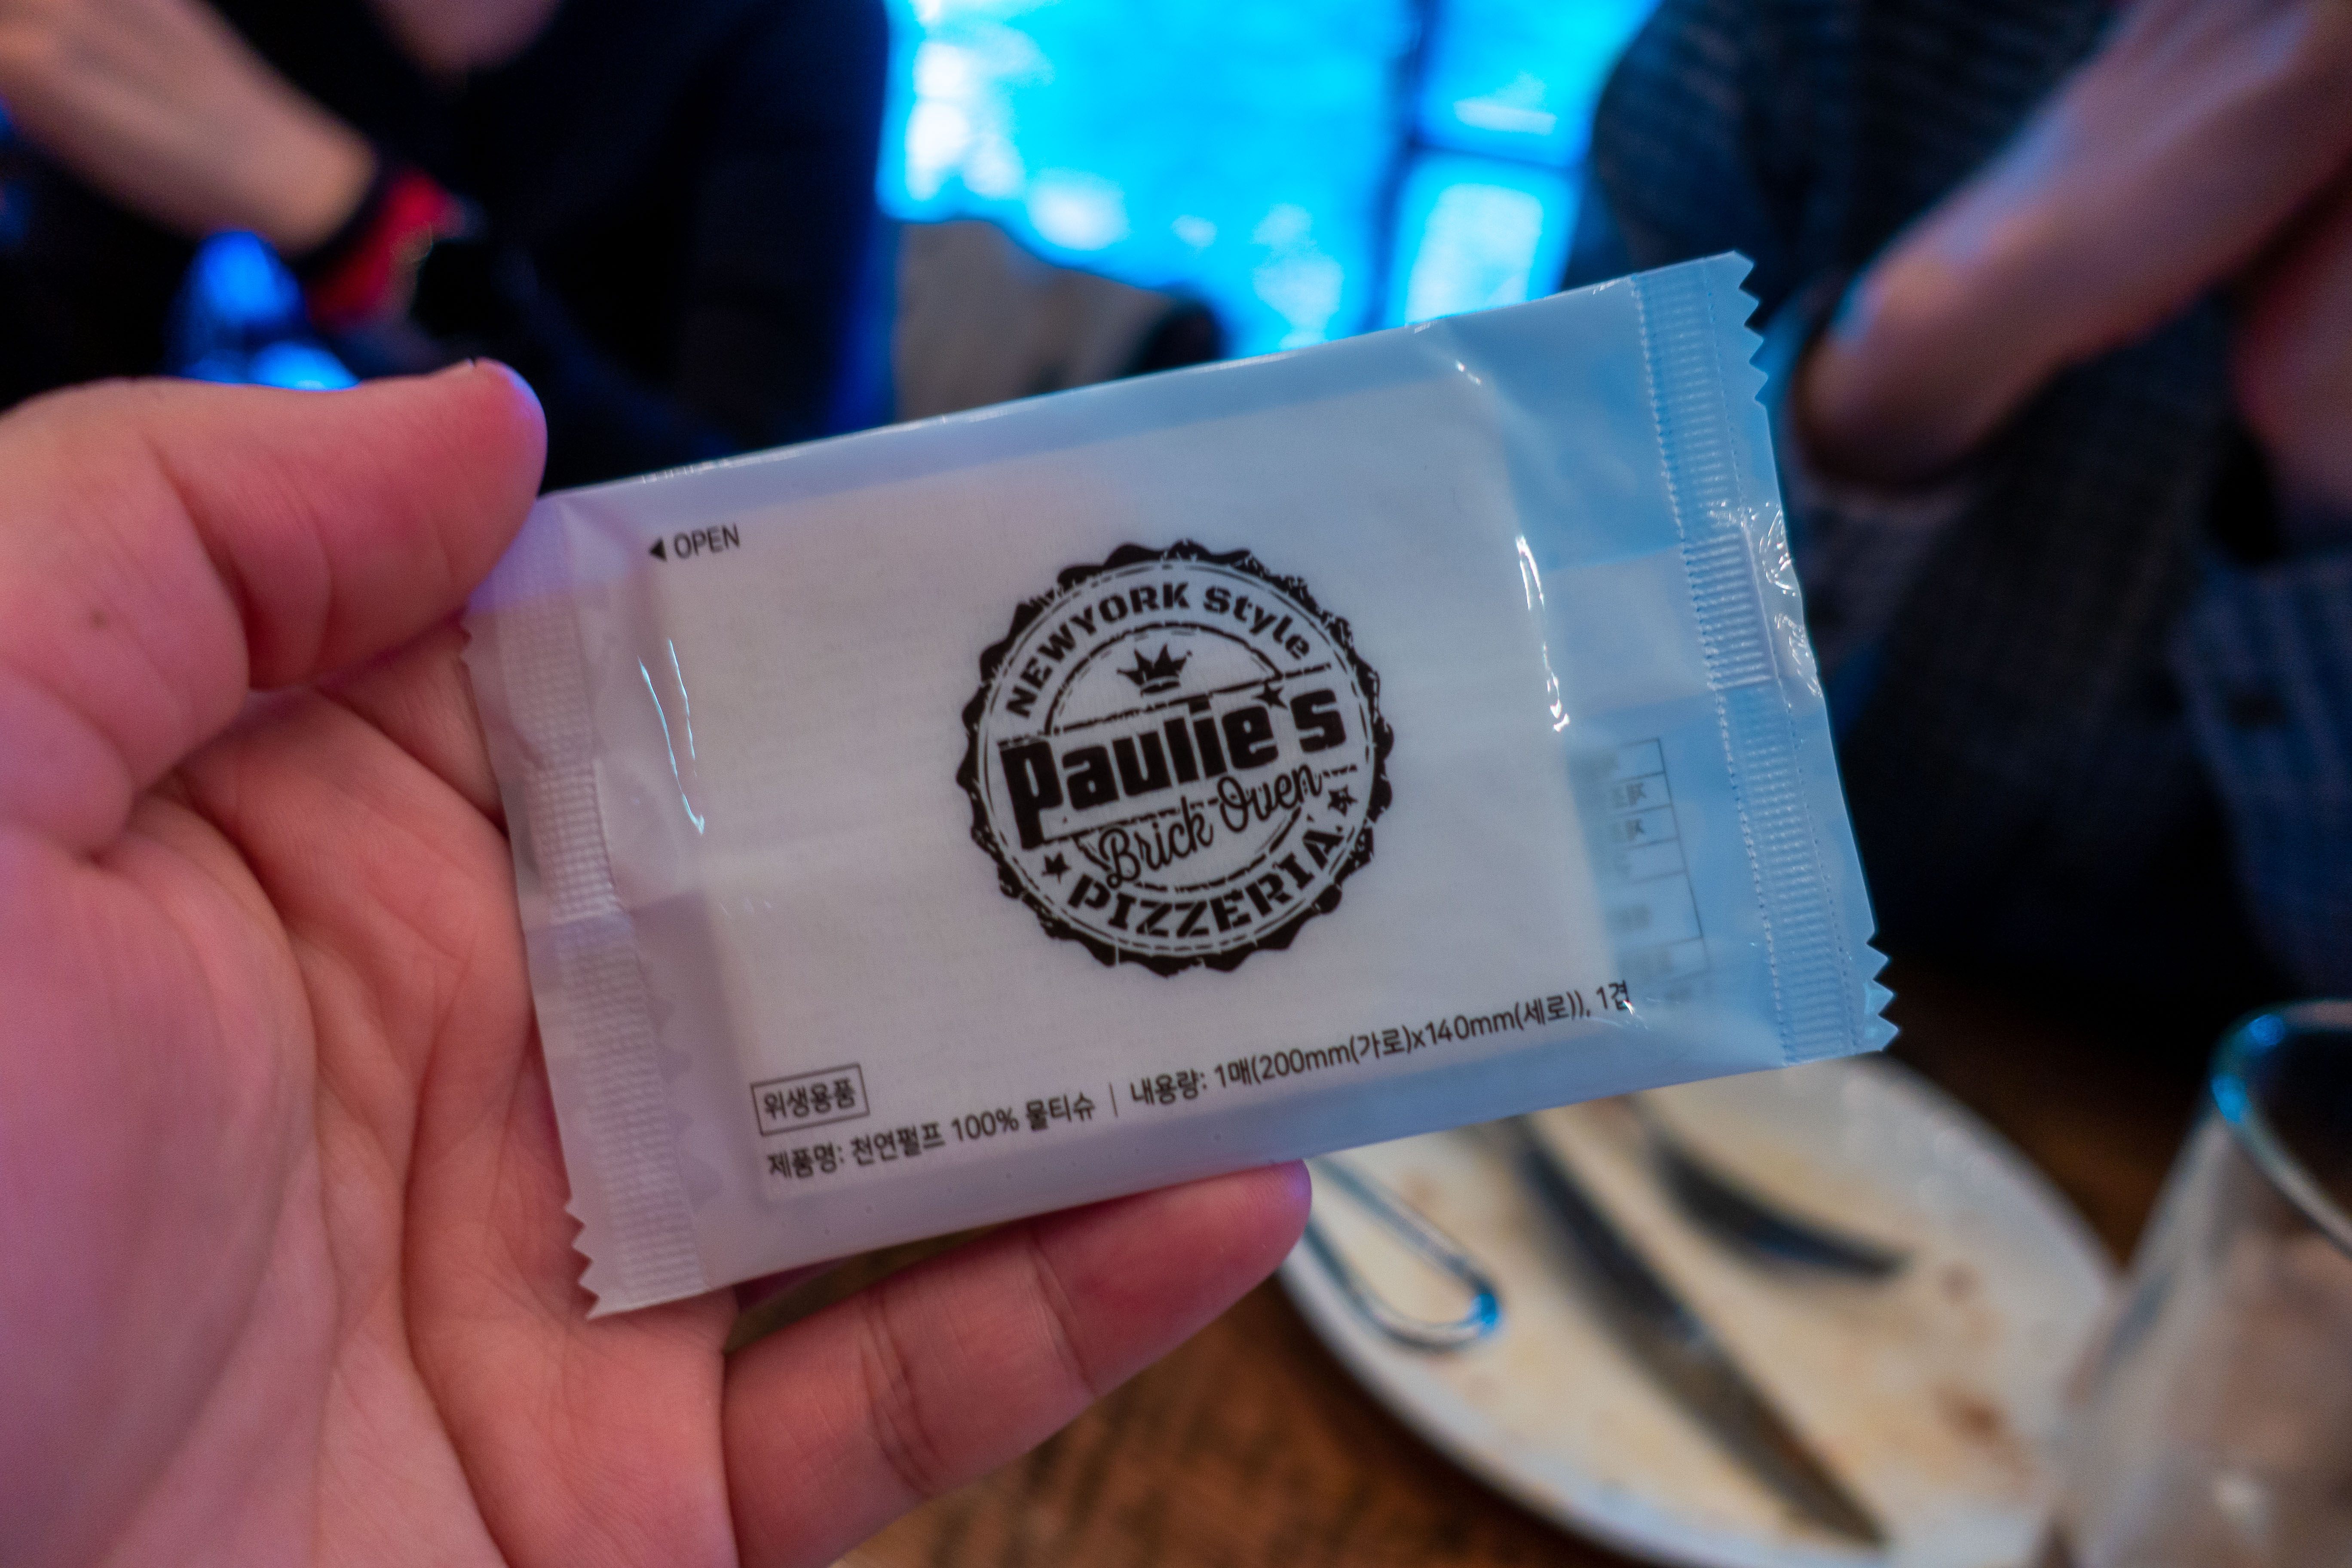 ◀ OPEN
NEWYORK Style
Paulie's
Brick Oven
PIZZERIA
위생용품
제품명: 천연펄프 100% 물티슈 | 내용량: 1매(200mm(가로)x140mm(세로)), 1겹